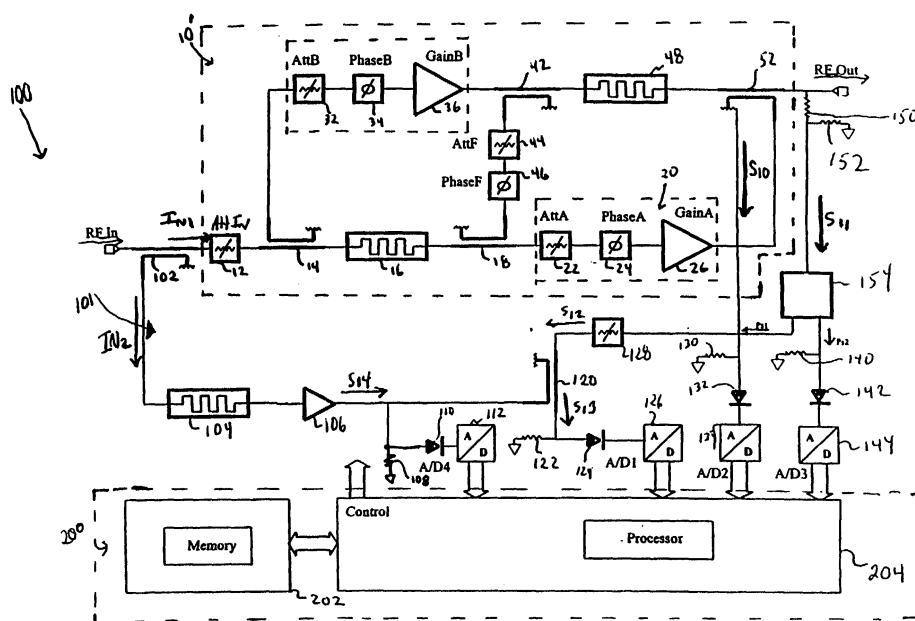 10'
AttB
PhaseB
GainB
32
34
36
42
48
52
RF Out
150
152
100
AttF
44
PhaseF
46
20
S10
S11
IN1
Att IN
RF In
102
12
14
16
18
AttA
PhaseA
GainA
22
24
26
154
101
IN2
S12
128
P11
P12
130
140
S14
120
132
142
104
106
110
112
A
D
S13
126
A
D
A
D
144
A
D
108
A/D4
122
124
A/D1
A/D2
A/D3
200
Control
Memory
Processor
202
204